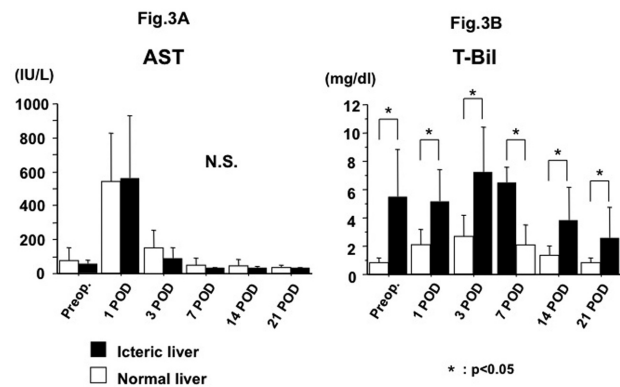 Fig.3A
AST
(IU/L)
1000
800
600
400
200
0
N.S.
Preop.
1 POD
3 POD
7 POD
14 POD
21 POD
Icteric liver
Normal liver
Fig.3B
T-Bil
(mg/dl)
12
10
8
6
4
2
0
*
*
*
*
*
*
Preop.
1 POD
3 POD
7 POD
14 POD
21 POD
* : p<0.05